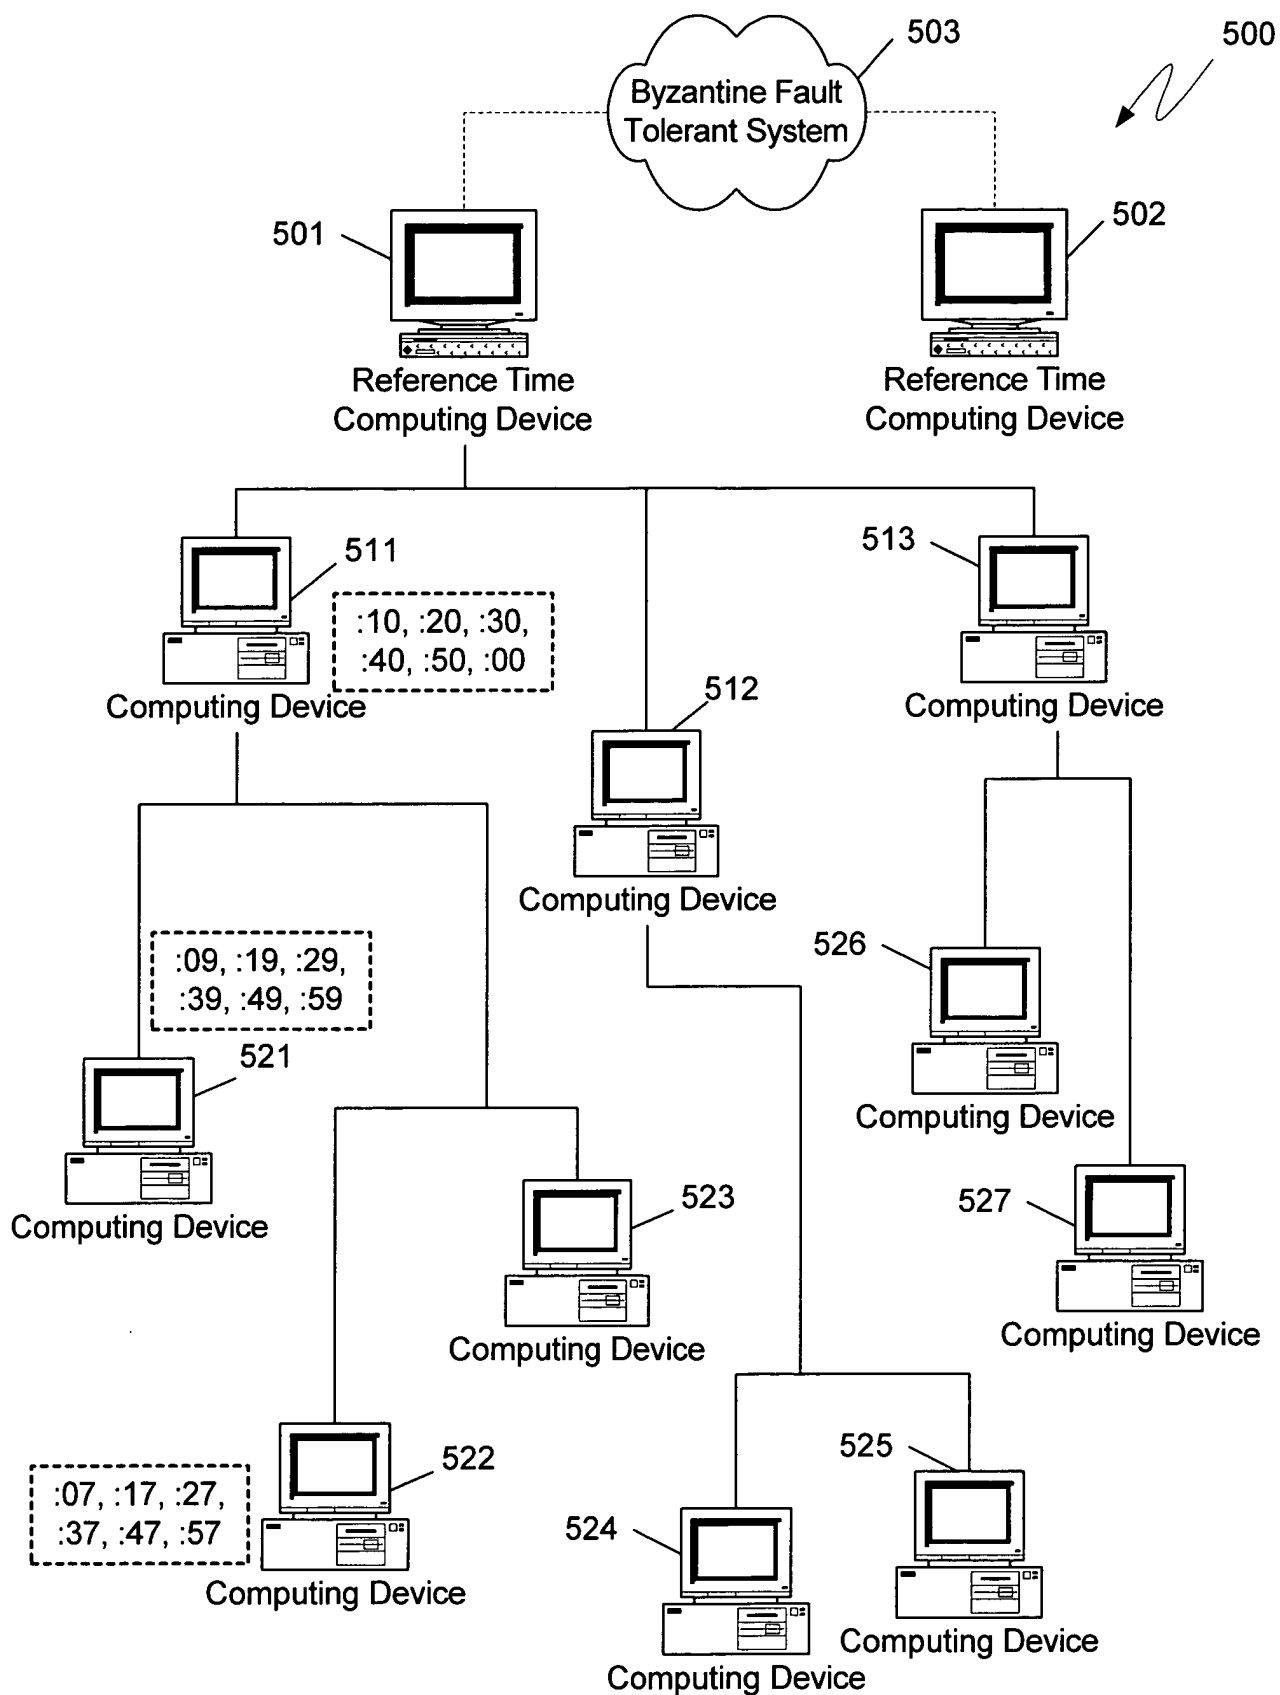 503
500
Byzantine Fault
Tolerant System
501
502
Reference Time
Computing Device
Reference Time
Computing Device
511
:10, :20, :30,
:40, :50, :00
Computing Device
513
Computing Device
512
Computing Device
:09, :19, :29,
:39, :49, :59
521
Computing Device
526
Computing Device
523
Computing Device
527
Computing Device
:07, :17, :27,
:37, :47, :57
522
Computing Device
524
Computing Device
525
Computing Device